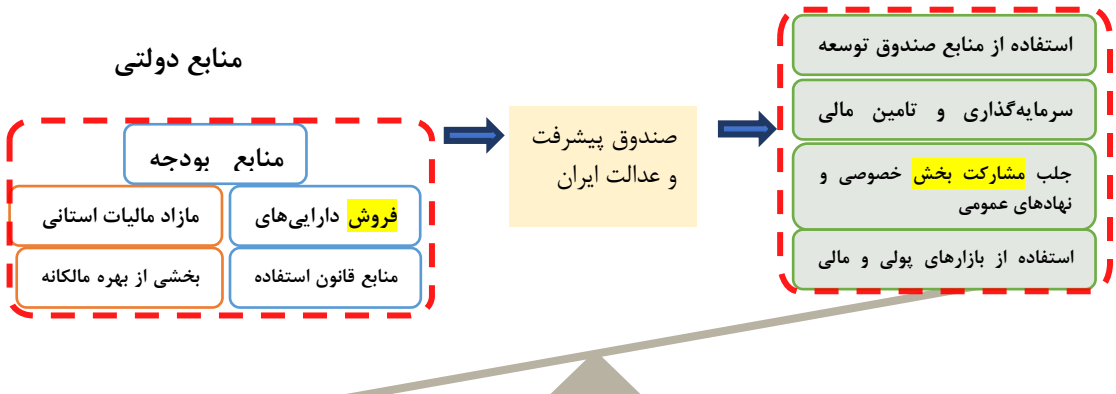 منابع دولتی
منابع بودجه
فروش دارایی‌های
مازاد مالیات استانی
منابع قانون استفاده
بخشی از بهره مالکانه
صندوق پیشرفت
و عدالت ایران
استفاده از منابع صندوق توسعه
سرمایه‌گذاری و تامین مالی
جلب مشارکت بخش خصوصی و
نهادهای عمومی
استفاده از بازارهای پولی و مالی